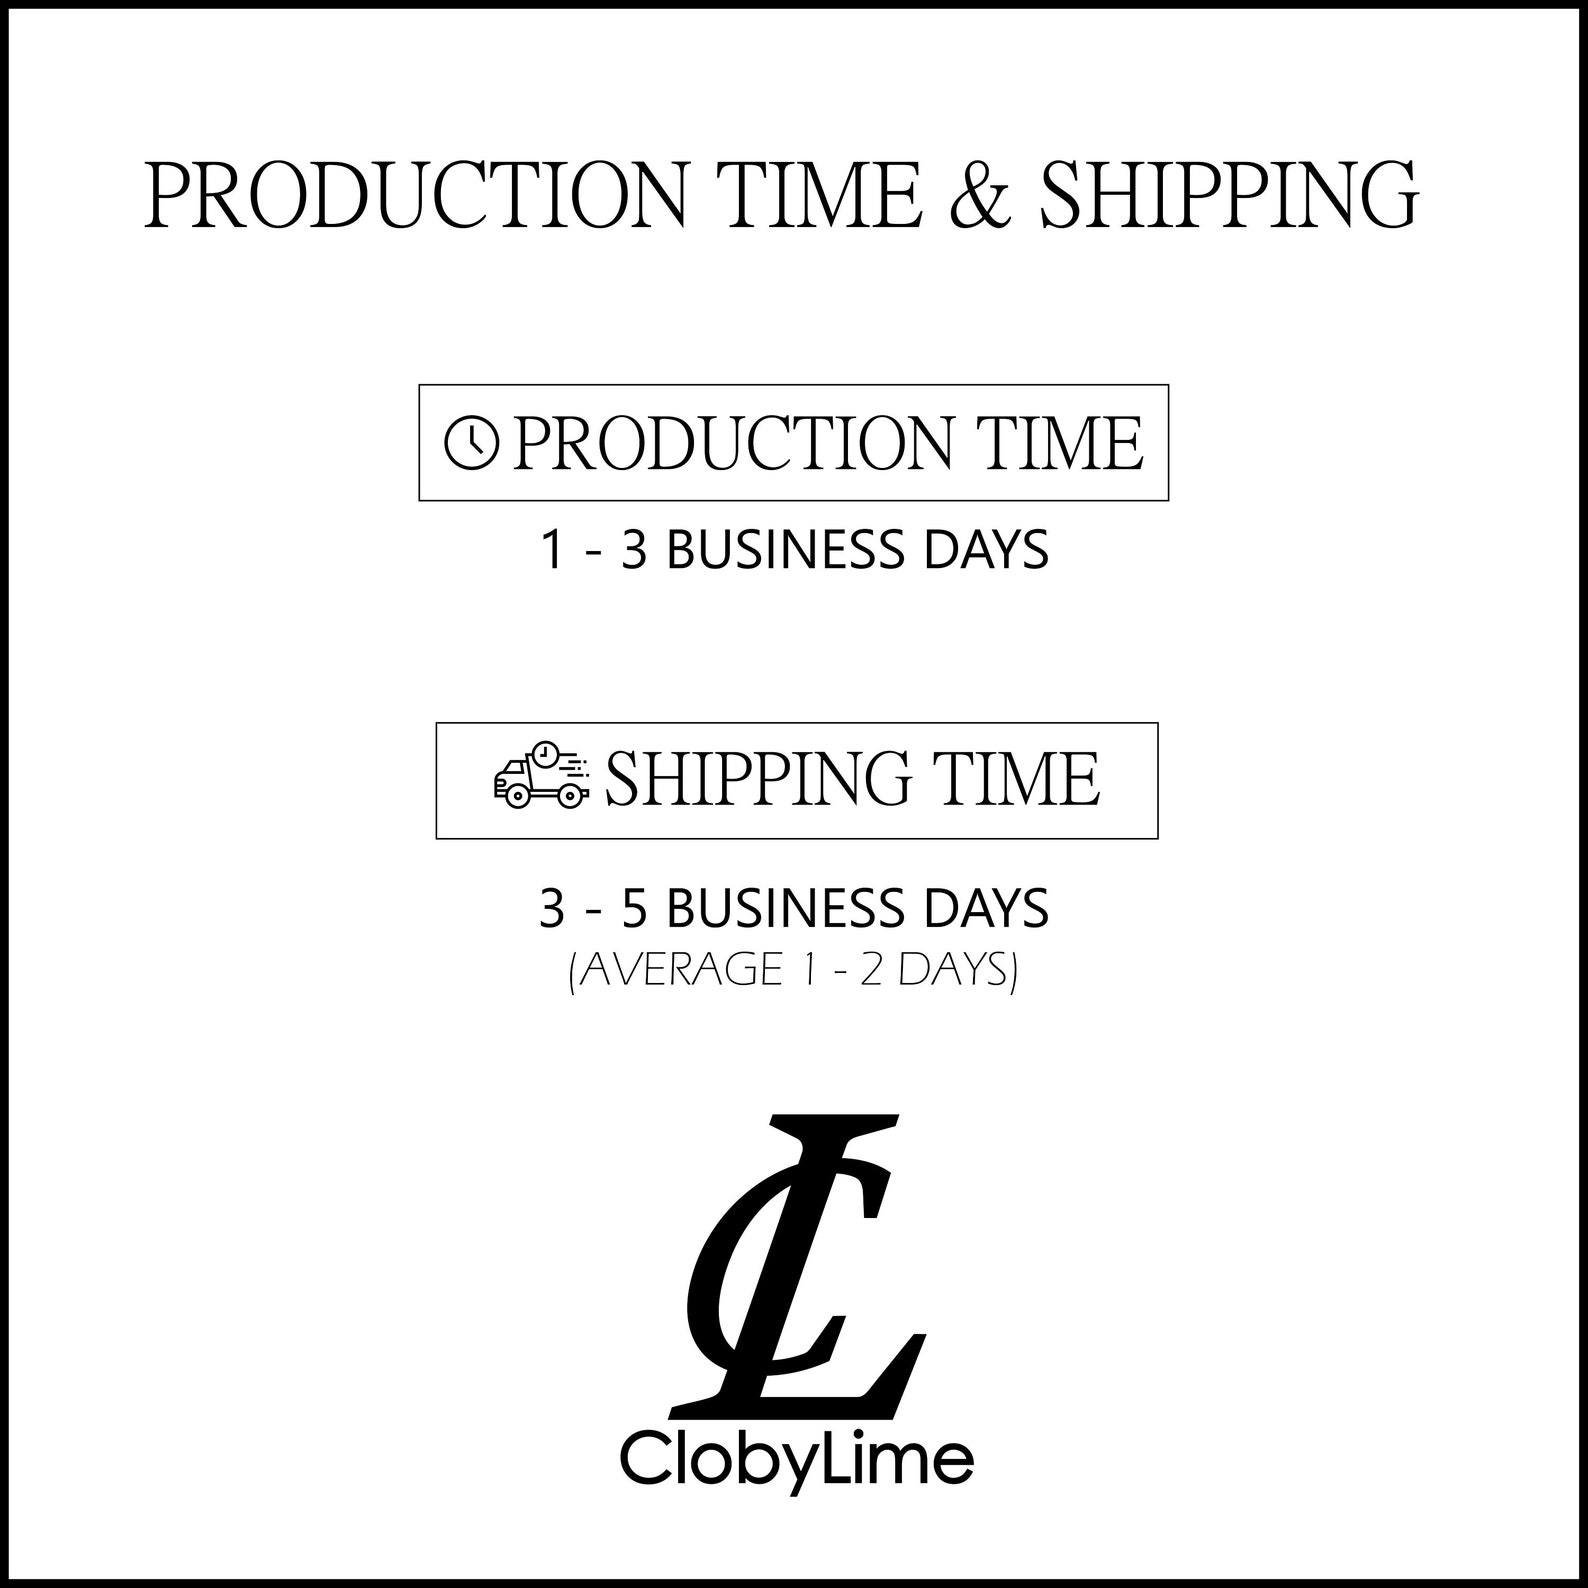 PRODUCTION TIME & SHIPPING
PRODUCTION TIME
1 - 3 BUSINESS DAYS
SHIPPING TIME
3 - 5 BUSINESS DAYS
(AVERAGE 1 - 2 DAYS)
CL
ClobyLime